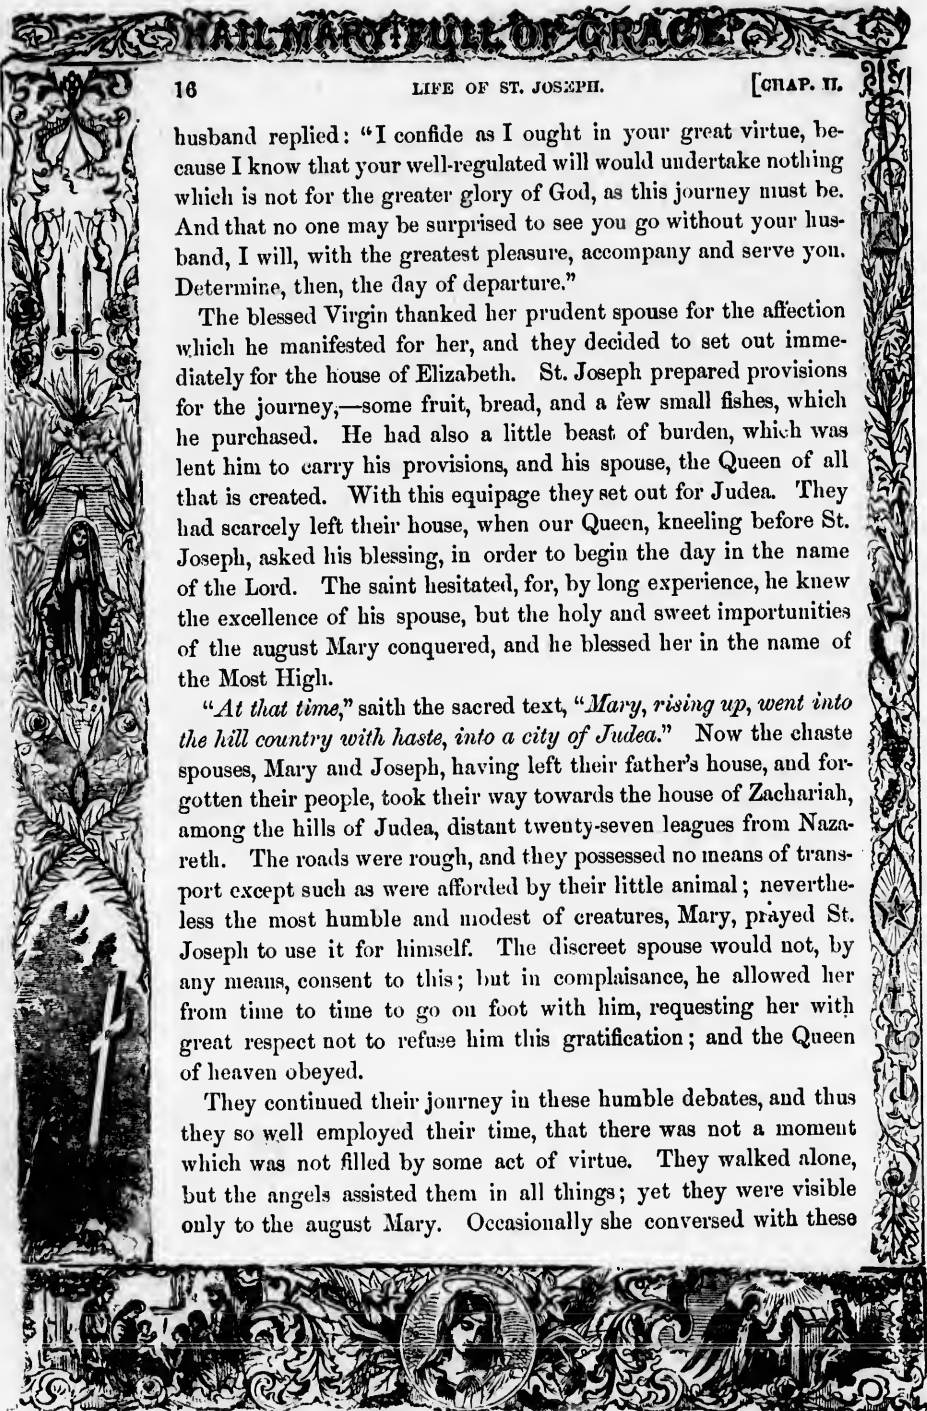 HAIL MARY FULL OF GRACE
16 LIFE OF ST. JOSEPH. [CHAP. II.
husband replied: "I confide as I ought in your great virtue, be-
cause I know that your well-regulated will would undertake nothing
which is not for the greater glory of God, as this journey must be.
And that no one may be surprised to see you go without your hus-
band, I will, with the greatest pleasure, accompany and serve you.
Determine, then, the day of departure."
The blessed Virgin thanked her prudent spouse for the affection
which he manifested for her, and they decided to set out imme-
diately for the house of Elizabeth. St. Joseph prepared provisions
for the journey,—some fruit, bread, and a few small fishes, which
he purchased. He had also a little beast of burden, which was
lent him to carry his provisions, and his spouse, the Queen of all
that is created. With this equipage they set out for Judea. They
had scarcely left their house, when our Queen, kneeling before St.
Joseph, asked his blessing, in order to begin the day in the name
of the Lord. The saint hesitated, for, by long experience, he knew
the excellence of his spouse, but the holy and sweet importunities
of the august Mary conquered, and he blessed her in the name of
the Most High.
"At that time," saith the sacred text, "Mary, rising up, went into
the hill country with haste, into a city of Judea." Now the chaste
spouses, Mary and Joseph, having left their father's house, and for-
gotten their people, took their way towards the house of Zachariah,
among the hills of Judea, distant twenty-seven leagues from Naza-
reth. The roads were rough, and they possessed no means of trans-
port except such as were afforded by their little animal; neverthe-
less the most humble and modest of creatures, Mary, prayed St.
Joseph to use it for himself. The discreet spouse would not, by
any means, consent to this; but in complaisance, he allowed her
from time to time to go on foot with him, requesting her with
great respect not to refuse him this gratification; and the Queen
of heaven obeyed.
They continued their journey in these humble debates, and thus
they so well employed their time, that there was not a moment
which was not filled by some act of virtue. They walked alone,
but the angels assisted them in all things; yet they were visible
only to the august Mary. Occasionally she conversed with these